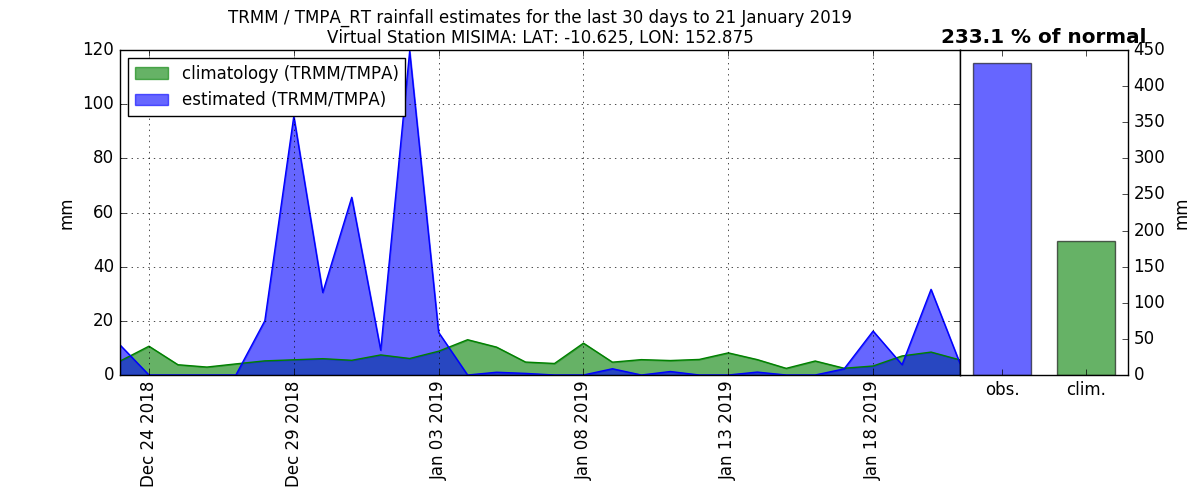 TRMM / TMPA_RT rainfall estimates for the last 30 days to 21 January 2019
Virtual Station MISIMA: LAT: -10.625, LON: 152.875
233.1 % of normal
climatology (TRMM/TMPA)
estimated (TRMM/TMPA)
mm
120
100
80
60
40
20
0
Dec 24 2018
Dec 29 2018
Jan 03 2019
Jan 08 2019
Jan 13 2019
Jan 18 2019
450
400
350
300
250
200
150
100
50
0
mm
obs.
clim.